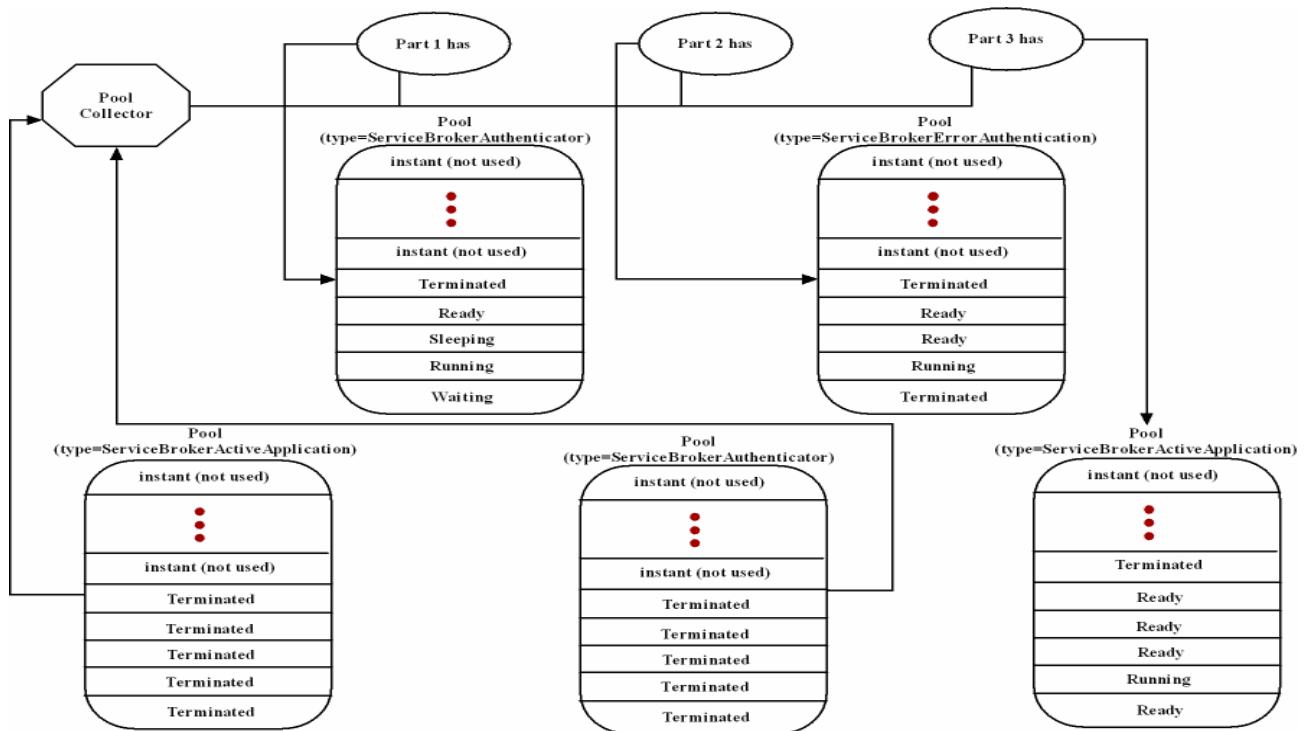 Part 1 has
Part 2 has
Part 3 has
Pool
Collector
Pool
(type=ServiceBrokerAuthenticator)
instant (not used)
instant (not used)
Terminated
Ready
Sleeping
Running
Waiting
Pool
(type=ServiceBrokerErrorAuthentication)
instant (not used)
instant (not used)
Terminated
Ready
Ready
Running
Terminated
Pool
(type=ServiceBrokerActiveApplication)
instant (not used)
instant (not used)
Terminated
Terminated
Terminated
Terminated
Terminated
Pool
(type=ServiceBrokerAuthenticator)
instant (not used)
instant (not used)
Terminated
Terminated
Terminated
Terminated
Terminated
Pool
(type=ServiceBrokerActiveApplication)
instant (not used)
Terminated
Ready
Ready
Ready
Running
Ready